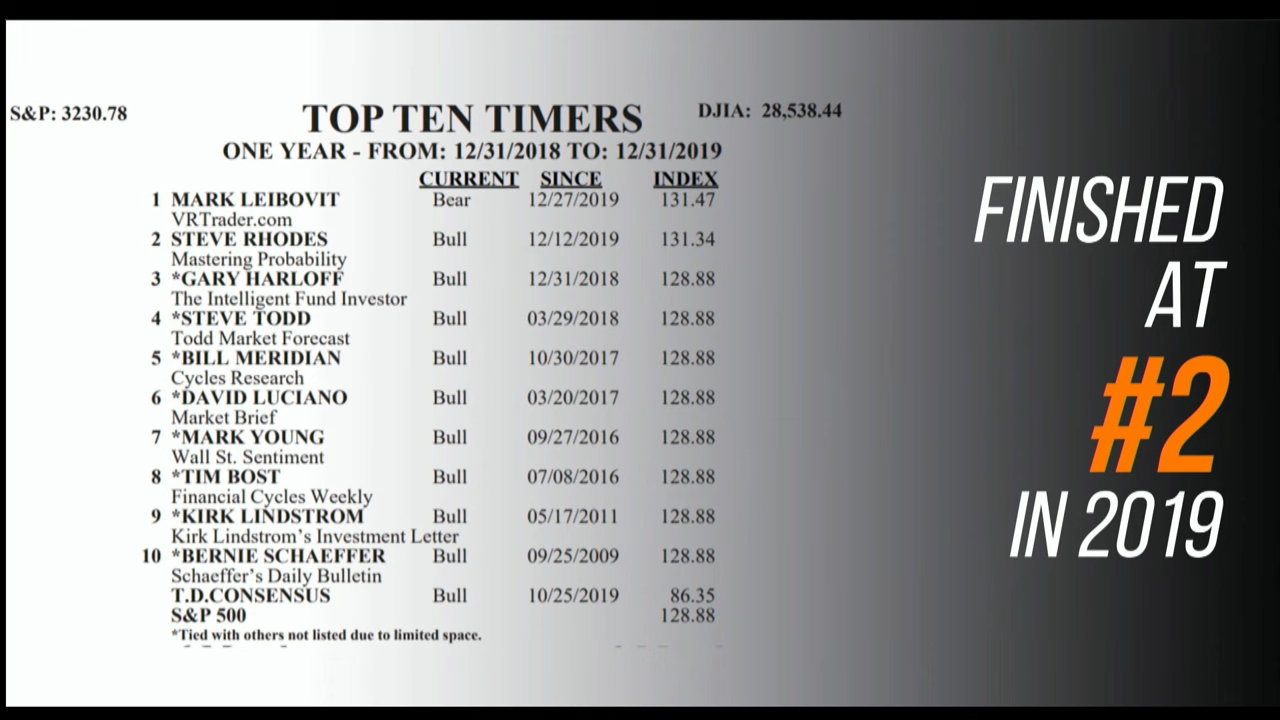 S&P: 3230.78
TOP TEN TIMERS
DJIA: 28,538.44
ONE YEAR - FROM: 12/31/2018 TO: 12/31/2019
CURRENT SINCE INDEX
1 MARK LEIBOVIT Bear 12/27/2019 131.47
VRTrader.com
2 STEVE RHODES Bull 12/12/2019 131.34
Mastering Probability
3 *GARY HARLOFF Bull 12/31/2018 128.88
The Intelligent Fund Investor
4 *STEVE TODD Bull 03/29/2018 128.88
Todd Market Forecast
5 *BILL MERIDIAN Bull 10/30/2017 128.88
Cycles Research
6 *DAVID LUCIANO Bull 03/20/2017 128.88
Market Brief
7 *MARK YOUNG Bull 09/27/2016 128.88
Wall St. Sentiment
8 *TIM BOST Bull 07/08/2016 128.88
Financial Cycles Weekly
9 *KIRK LINDSTROM Bull 05/17/2011 128.88
Kirk Lindstrom's Investment Letter
10 *BERNIE SCHAEFFER Bull 09/25/2009 128.88
Schaeffer's Daily Bulletin
T.D.CONSENSUS Bull 10/25/2019 86.35
S&P 500 128.88
*Tied with others not listed due to limited space.
FINISHED
AT
#2
IN 2019